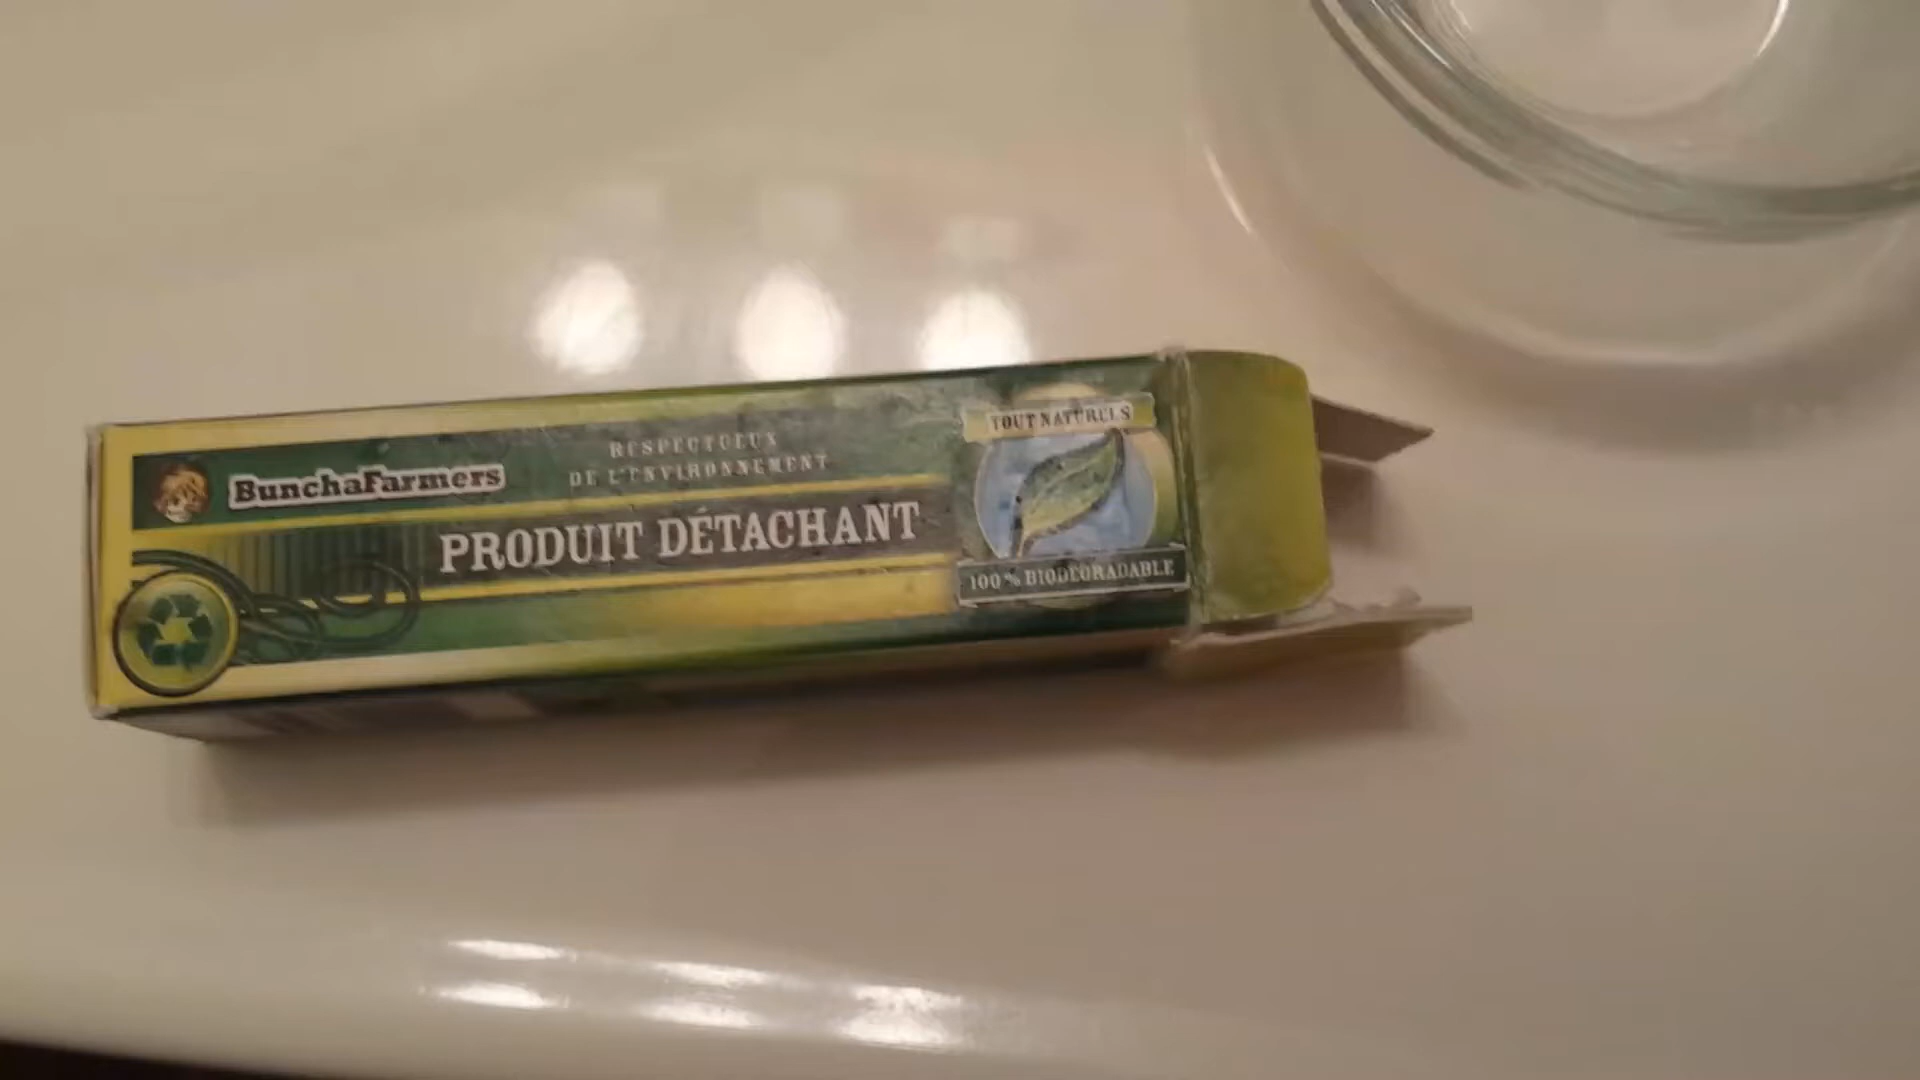 BunchaFarmers
RESPECTUEUX
DE L'ENVIRONNEMENT
PRODUIT DÉTACHANT
TOUT NATURELS
100 % BIODEGRADABLE